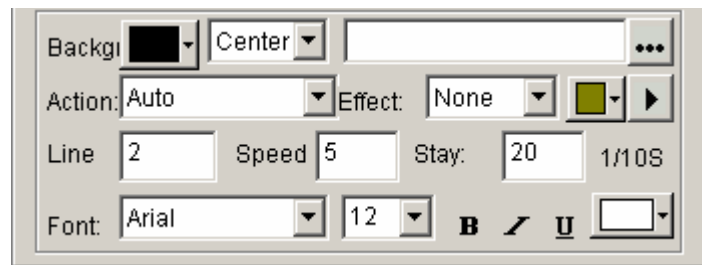 Backgr Center ...
Action: Auto Effect: None
Line 2 Speed 5 Stay: 20 1/10S
Font: Arial 12 B I U